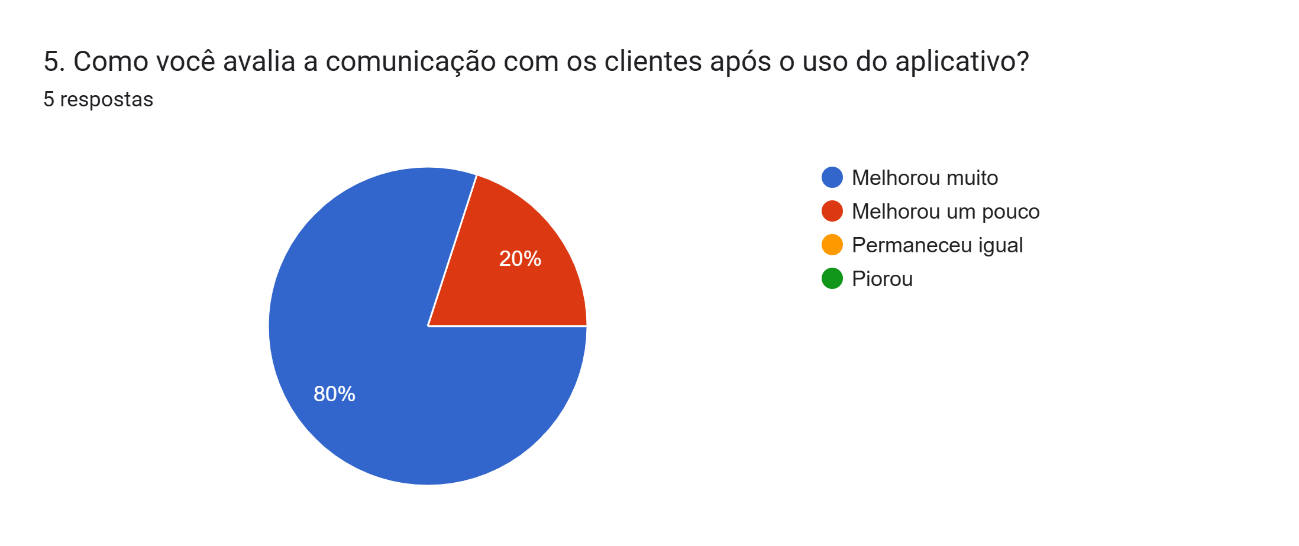 5. Como você avalia a comunicação com os clientes após o uso do aplicativo?
5 respostas
Melhorou muito
Melhorou um pouco
Permaneceu igual
Piorou
20%
80%